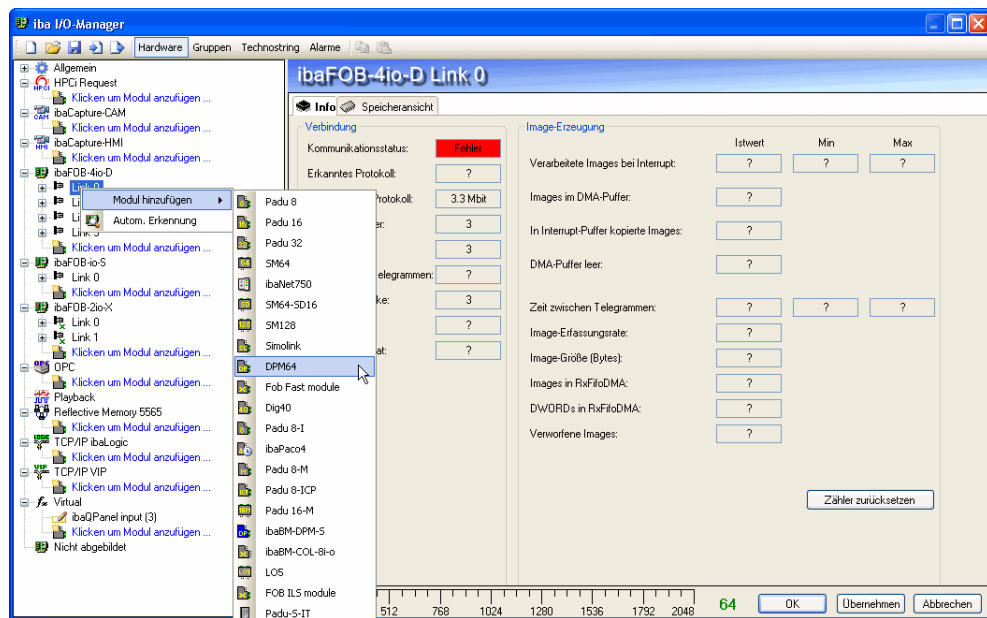 iba I/O-Manager
Hardware Gruppen Technostring Alarme
Allgemein
HPCi Request
Klicken um Modul anzufügen ...
ibaCapture-CAM
Klicken um Modul anzufügen ...
ibaCapture-HMI
Klicken um Modul anzufügen ...
ibaFOB-4io-D
Link 0
Klicken um Modul anzufügen ...
ibaFOB-io-S
Link 0
Klicken um Modul anzufügen ...
ibaFOB-2io-X
Link 0
Link 1
Klicken um Modul anzufügen ...
OPC
Klicken um Modul anzufügen ...
Playback
Reflective Memory 5565
Klicken um Modul anzufügen ...
TCP/IP ibaLogic
Klicken um Modul anzufügen ...
TCP/IP VIP
Klicken um Modul anzufügen ...
Virtual
ibaQPanel input (3)
Klicken um Modul anzufügen ...
Nicht abgebildet
Modul hinzufügen
Autom. Erkennung
Padu 8
Padu 16
Padu 32
SM64
ibaNet750
SM64-SD16
SM128
Simolink
DPM64
Fob Fast module
Dig40
Padu 8-I
ibaPaco4
Padu 8-M
Padu 8-ICP
Padu 16-M
ibaBM-DPM-S
ibaBM-COL-8i-o
LO5
FOB ILS module
Padu-S-IT
ibaFOB-4io-D Link 0
Info Speicheransicht
Verbindung
Kommunikationsstatus: Fehler
Erkanntes Protokoll: ?
Protokoll: 3.3 Mbit
er: 3
3
elegrammen: ?
ke: 3
?
at: ?
Image-Erzeugung
Istwert Min Max
Verarbeitete Images bei Interrupt: ? ? ?
Images im DMA-Puffer: ?
In Interrupt-Puffer kopierte Images: ?
DMA-Puffer leer: ?
Zeit zwischen Telegrammen: ? ? ?
Image-Erfassungsrate: ?
Image-Größe (Bytes): ?
Images in RxFifoDMA: ?
DWORDs in RxFifoDMA: ?
Verworfene Images: ?
Zähler zurücksetzen
512 768 1024 1280 1536 1792 2048
64
OK Übernehmen Abbrechen